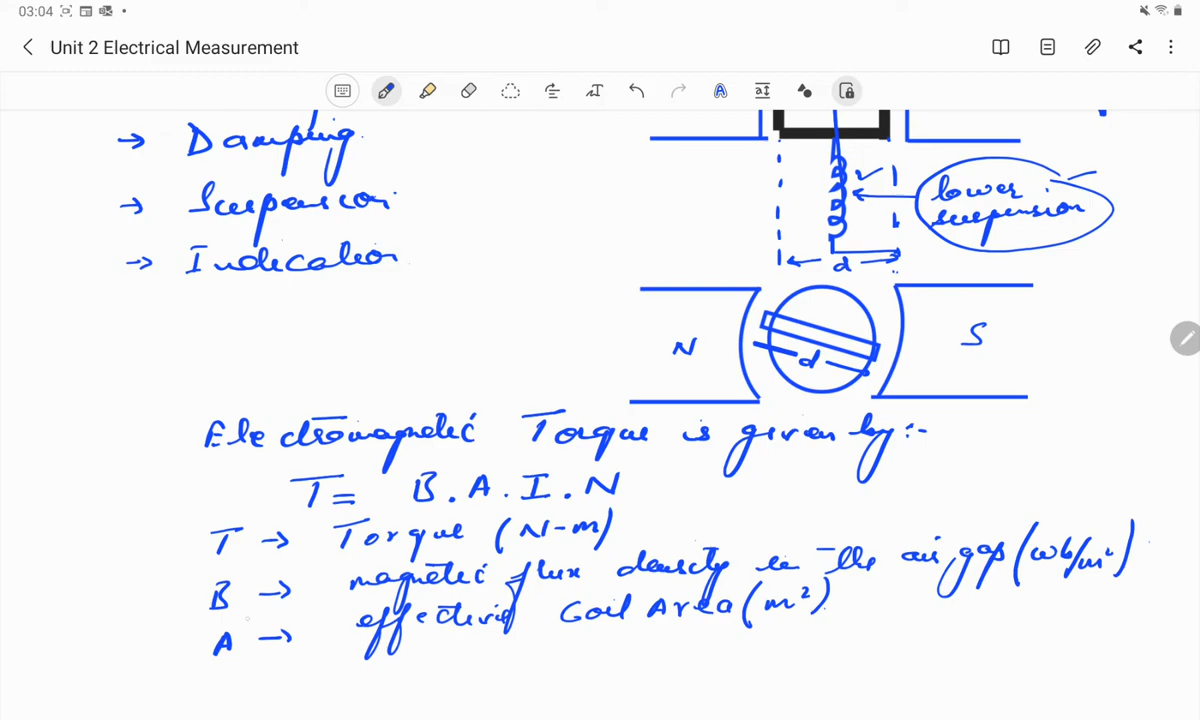 03:04
Unit 2 Electrical Measurement
→ Damping
→ Suspension
→ Indication
lower suspension
d
N
d
S
Electromagnetic Torque is given by :-
T = B . A . I . N
T → Torque (N-m)
B → magnetic flux density in the air gap (wb/m²)
A → effective Coil Area (m²)